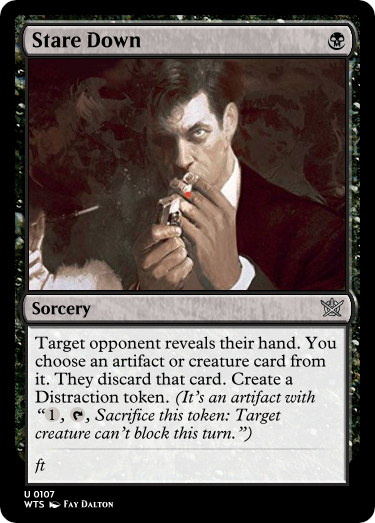 Stare Down
Sorcery
Target opponent reveals their hand. You
choose an artifact or creature card from
it. They discard that card. Create a
Distraction token. (It's an artifact with
“1, , Sacrifice this token: Target
creature can't block this turn.”)
ft
U 0107
WTS Fay Dalton